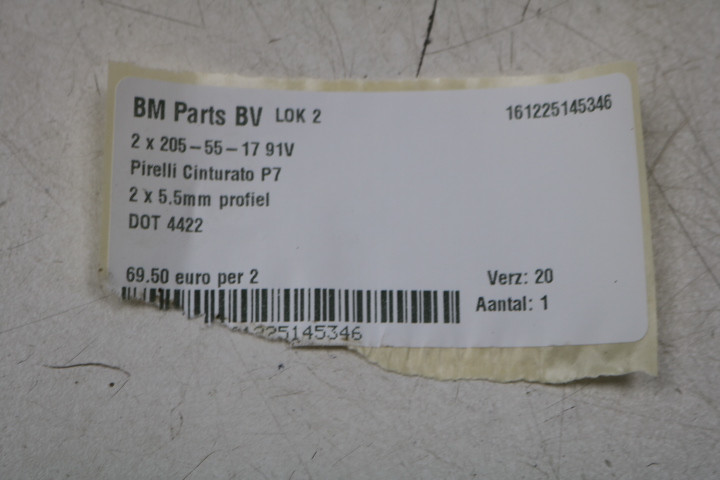 BM Parts BV LOK 2 161225145346
2 x 205-55-17 91V
Pirelli Cinturato P7
2 x 5.5mm profiel
DOT 4422
69.50 euro per 2 Verz: 20
Aantal: 1
61225145346